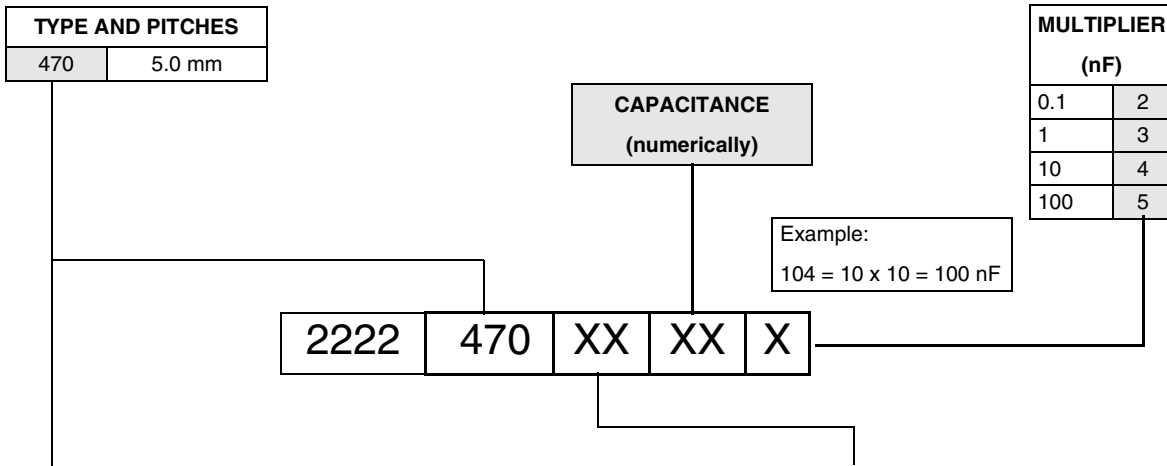 TYPE AND PITCHES
470 5.0 mm
MULTIPLIER
(nF)
0.1 2
1 3
10 4
100 5
CAPACITANCE
(numerically)
Example:
104 = 10 x 10 = 100 nF
2222 470 XX XX X